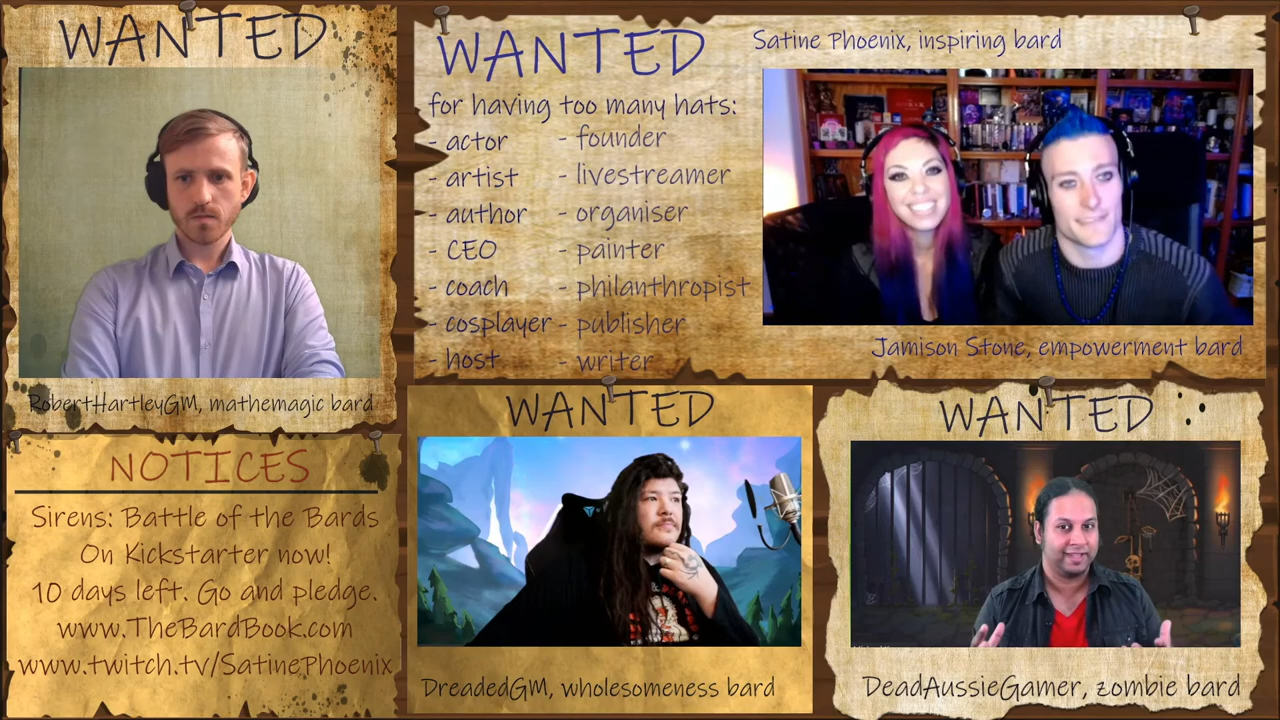 WANTED
RobertHartleyGM, mathemagic bard
WANTED
for having too many hats:
- actor
- artist
- author
- CEO
- coach
- cosplayer
- host
- founder
- livestreamer
- organiser
- painter
- philanthropist
- publisher
- writer
Satine Phoenix, inspiring bard
Jamison Stone, empowerment bard
NOTICES
Sirens: Battle of the Bards
On Kickstarter now!
10 days left. Go and pledge.
www.TheBardBook.com
www.twitch.tv/SatinePhoenix
WANTED
DreadedGM, wholesomeness bard
WANTED
DeadAussieGamer, zombie bard